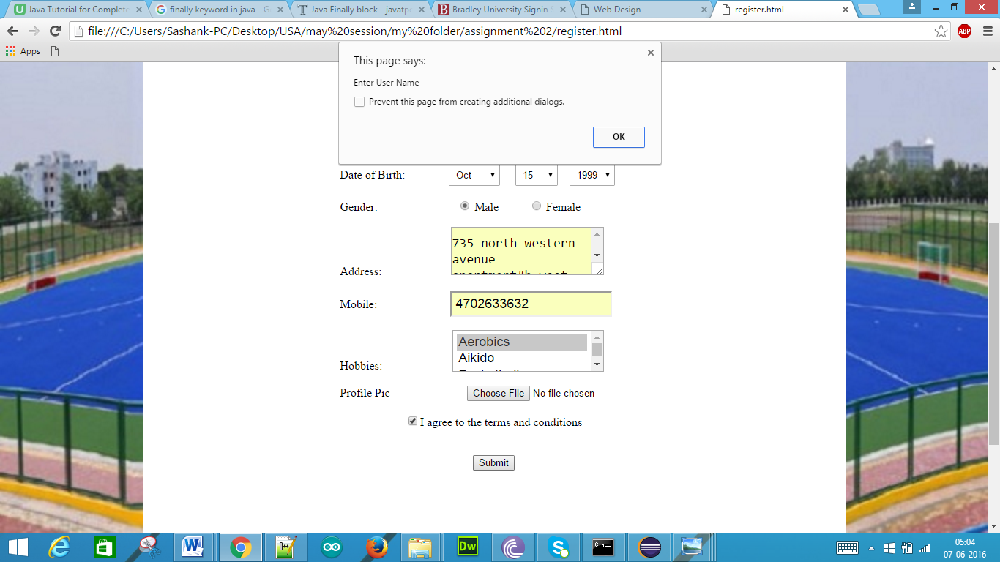 Java Tutorial for Complete
finally keyword in java - G
Java Finally block - javatp
Bradley University Signin S
Web Design
register.html
file:///C:/Users/Sashank-PC/Desktop/USA/may%20session/my%20folder/assignment%202/register.html
ABP
Apps
This page says:
Enter User Name
Prevent this page from creating additional dialogs.
OK
Date of Birth: Oct 15 1999
Gender: Male Female
735 north western
avenue
apartment#b west
Address:
Mobile: 4702633632
Aerobics
Aikido
Hobbies:
Profile Pic Choose File No file chosen
I agree to the terms and conditions
Submit
05:04
07-06-2016